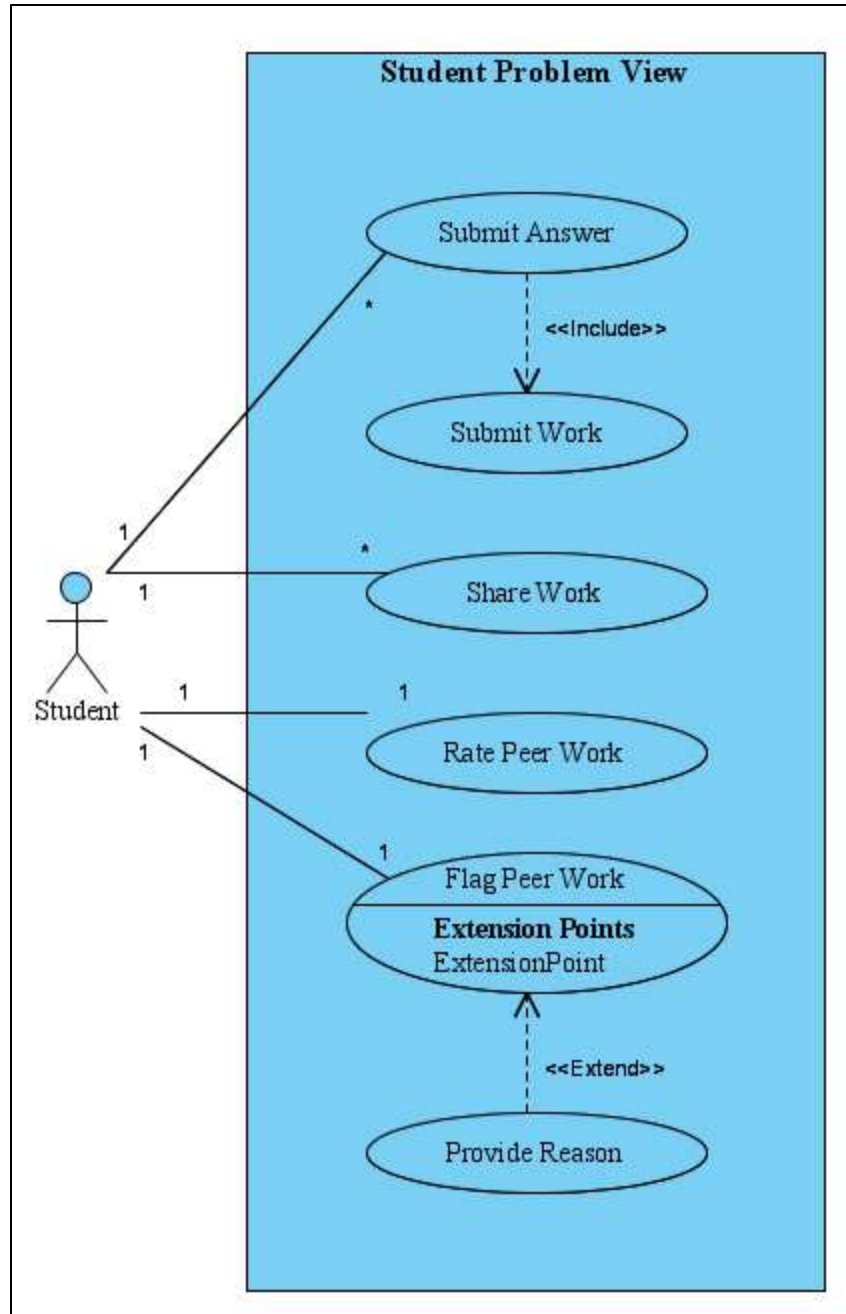 Student Problem View
Submit Answer
*
<<Include>>
Submit Work
1
*
1
Share Work
Student
1
1
1
Rate Peer Work
1
Flag Peer Work
Extension Points
ExtensionPoint
<<Extend>>
Provide Reason